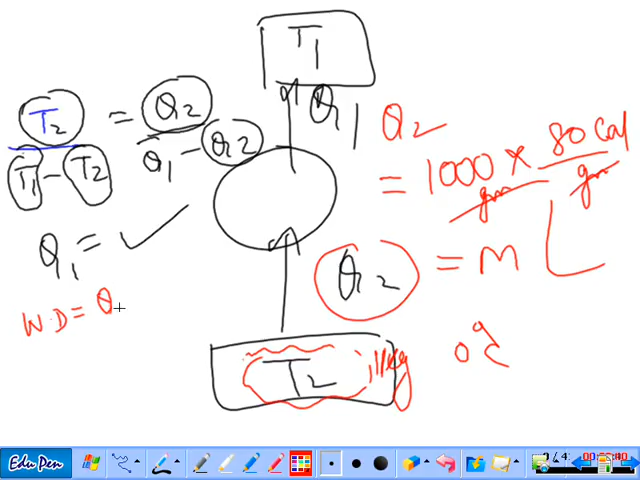 T1
Q1
T2 / T1 - T2 = Q2 / Q1 - Q2
Q2
= 1000 gm × 80 Cal / gm
Q1 = ✓
Q2 = m L
W.D = Q
T2
0°C
Edu Pen